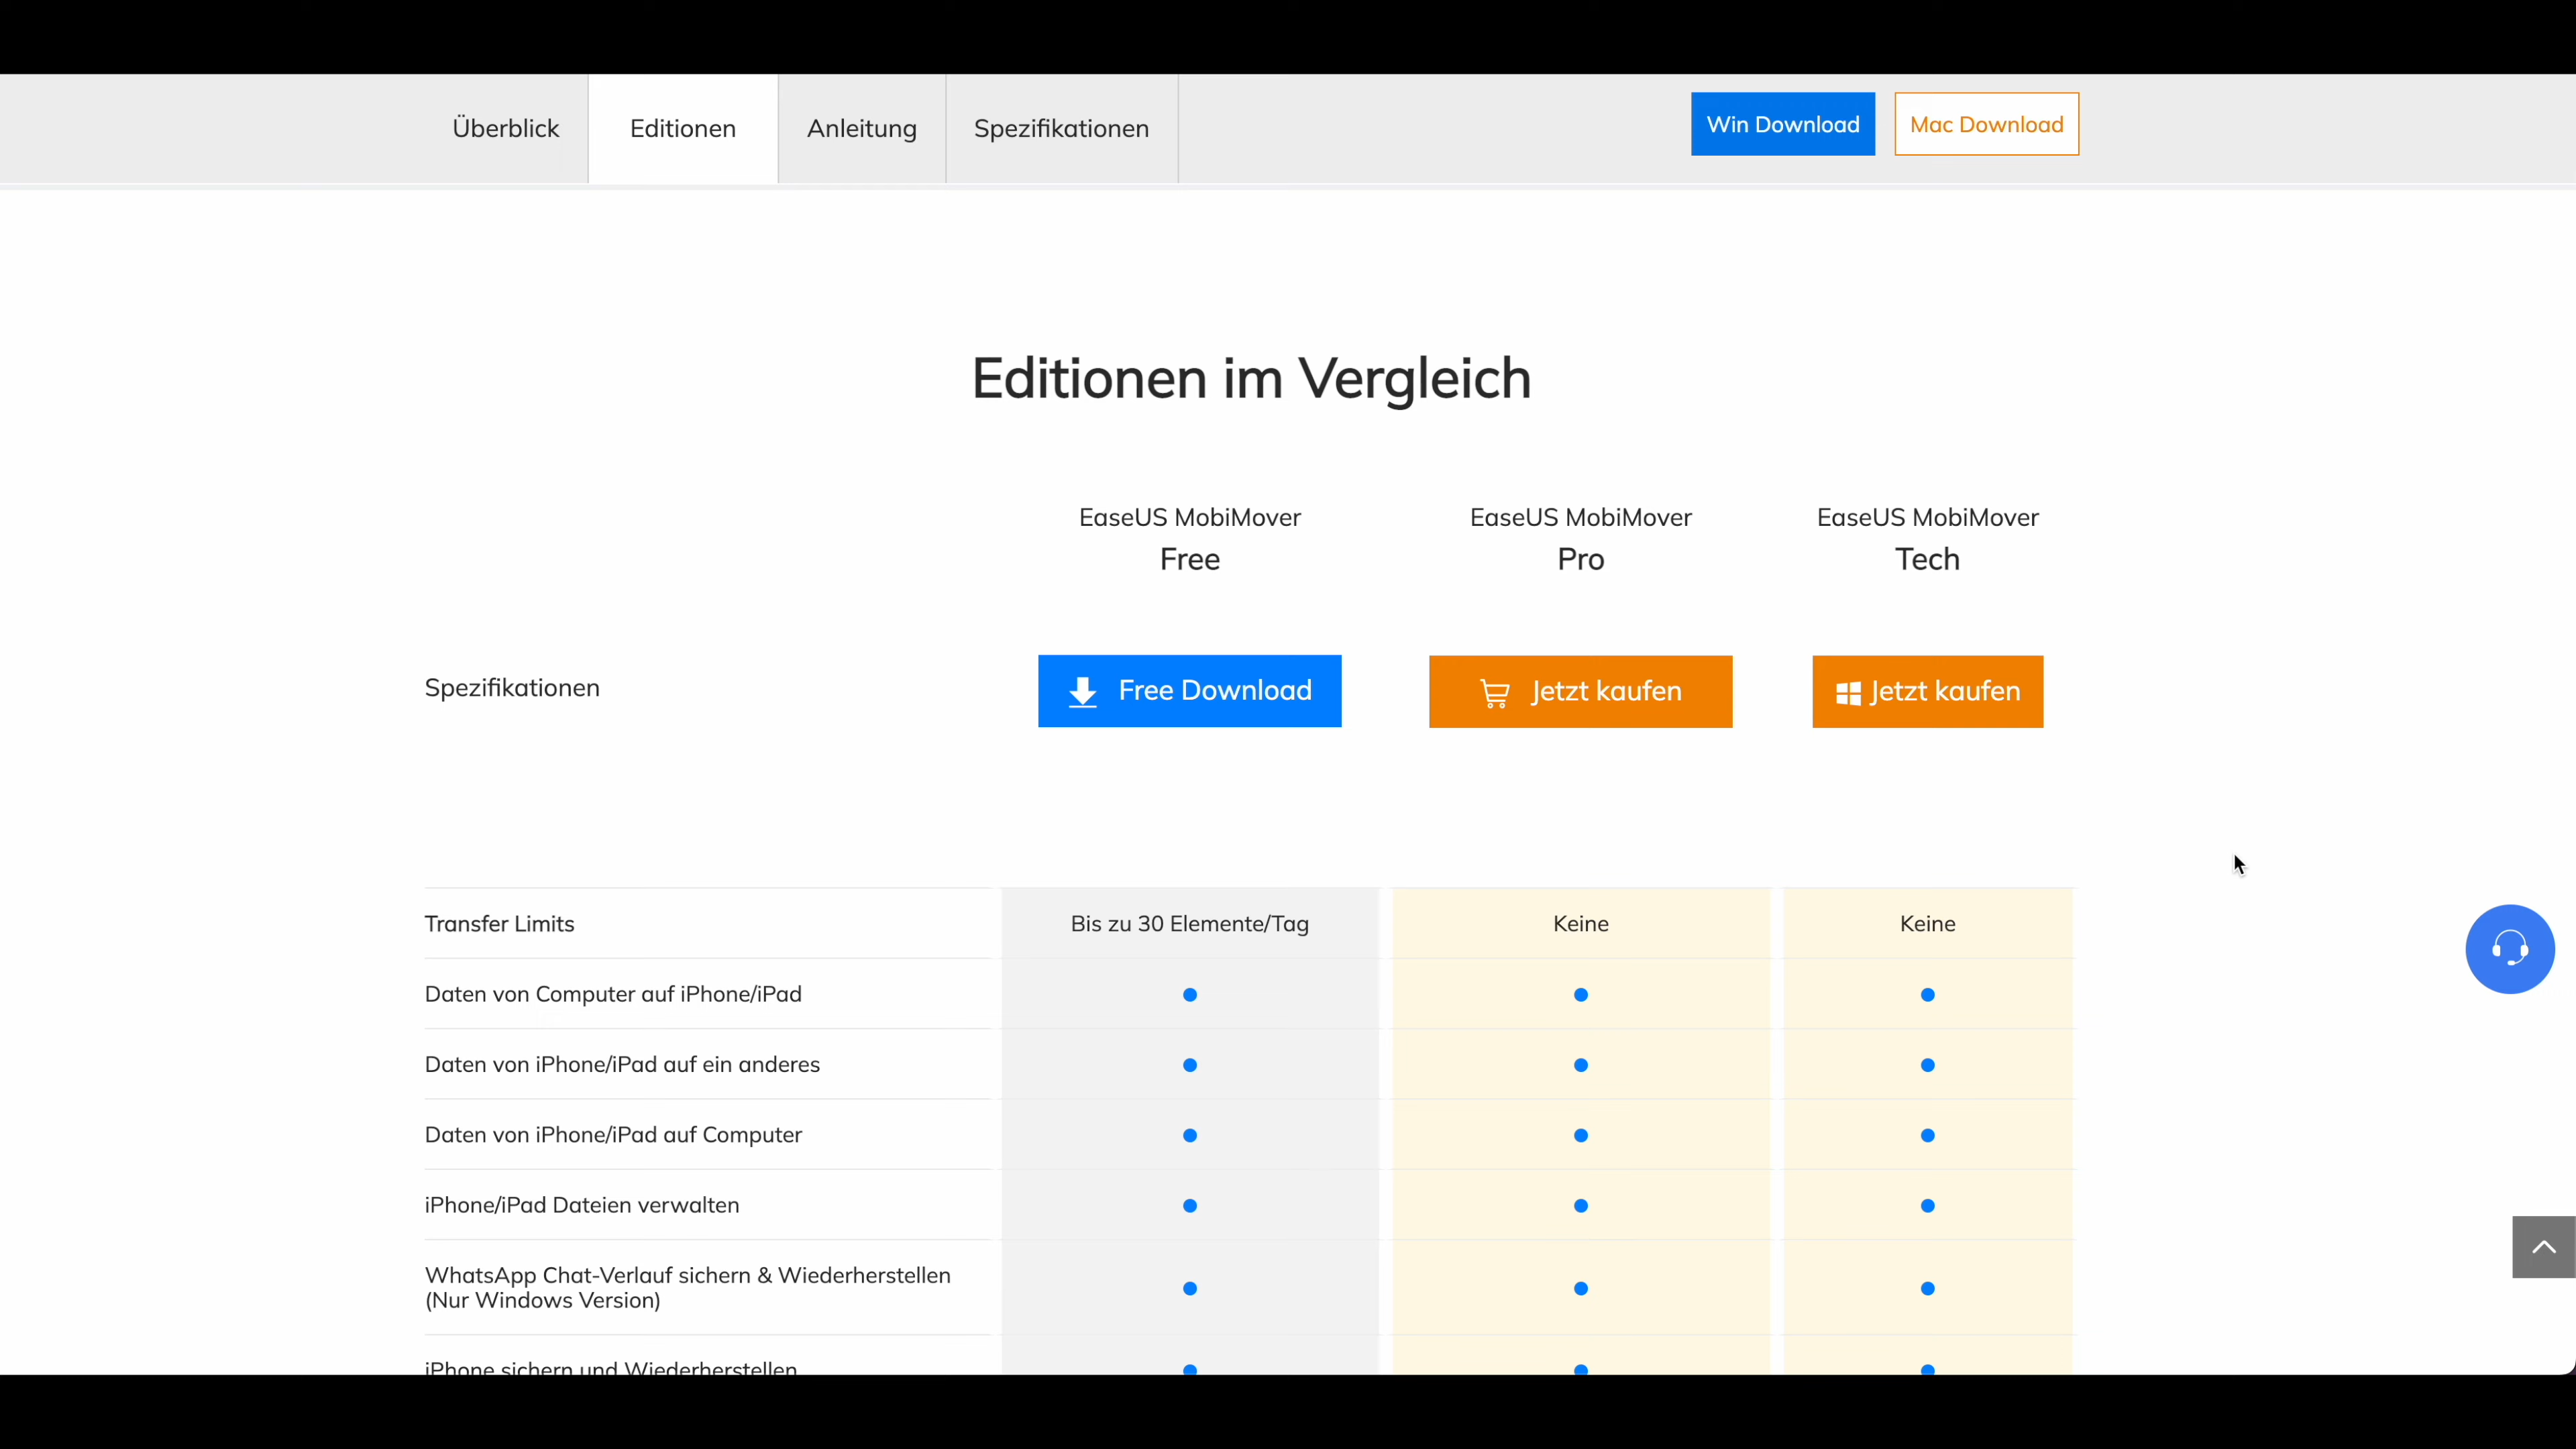 Überblick
Editionen
Anleitung
Spezifikationen
Win Download
Mac Download
Editionen im Vergleich
EaseUS MobiMover
Free
EaseUS MobiMover
Pro
EaseUS MobiMover
Tech
Spezifikationen
Free Download
Jetzt kaufen
Jetzt kaufen
Transfer Limits
Bis zu 30 Elemente/Tag
Keine
Keine
Daten von Computer auf iPhone/iPad
Daten von iPhone/iPad auf ein anderes
Daten von iPhone/iPad auf Computer
iPhone/iPad Dateien verwalten
WhatsApp Chat-Verlauf sichern & Wiederherstellen
(Nur Windows Version)
iPhone sichern und Wiederherstellen